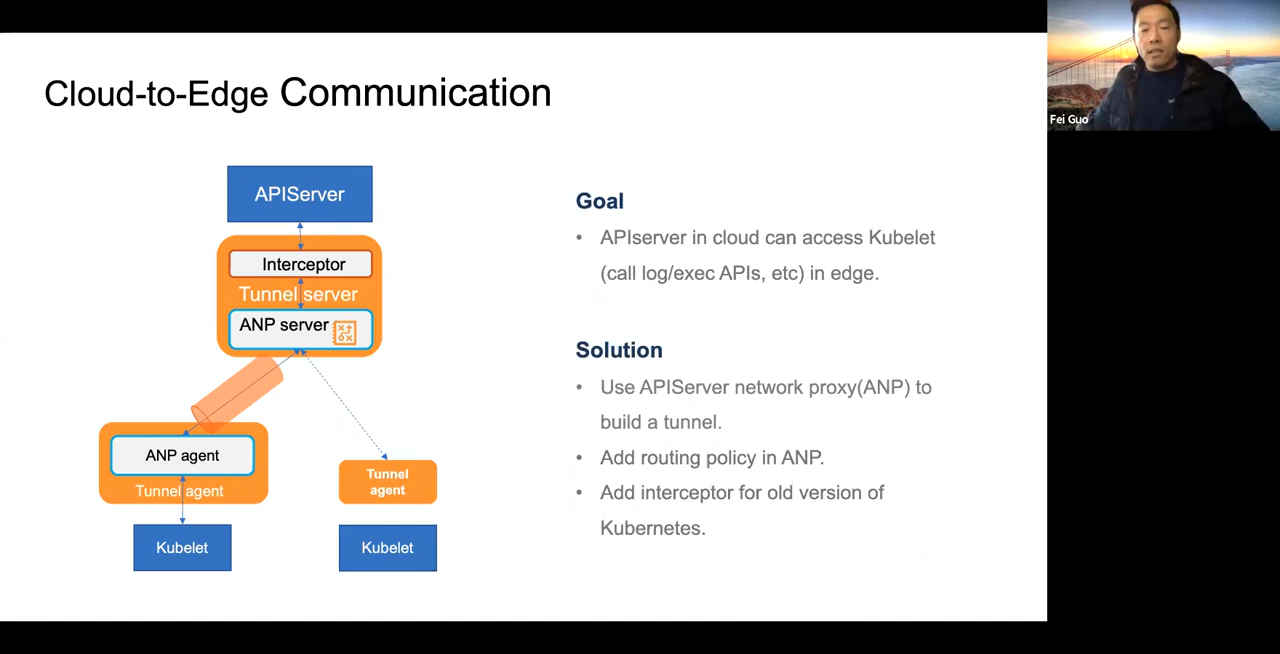 Cloud-to-Edge Communication
Fei Guo
APIServer
Interceptor
Tunnel server
ANP server
ANP agent
Tunnel agent
Kubelet
Tunnel
agent
Kubelet
Goal
• APIserver in cloud can access Kubelet
(call log/exec APIs, etc) in edge.
Solution
• Use APIServer network proxy(ANP) to
build a tunnel.
• Add routing policy in ANP.
• Add interceptor for old version of
Kubernetes.